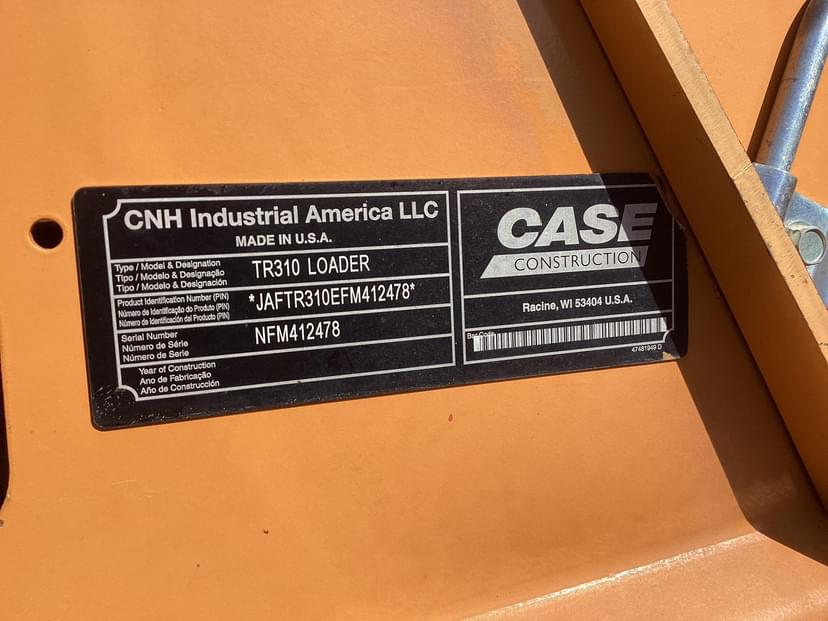 CNH Industrial America LLC
MADE IN U.S.A.
Type / Model & Designation
Tipo / Modelo & Designação
Tipo / Modelo & Designación
TR310 LOADER
Product Identification Number (PIN)
Número de Identificação do Produto (PIN)
Número de Identificación del Producto (PIN)
*JAFTR310EFM412478*
Serial Number
Número de Série
Número de Serie
NFM412478
Year of Construction
Ano de Fabricação
Año de Construcción
CASE
CONSTRUCTION
Racine, WI 53404 U.S.A.
Bar Code
47481949 D